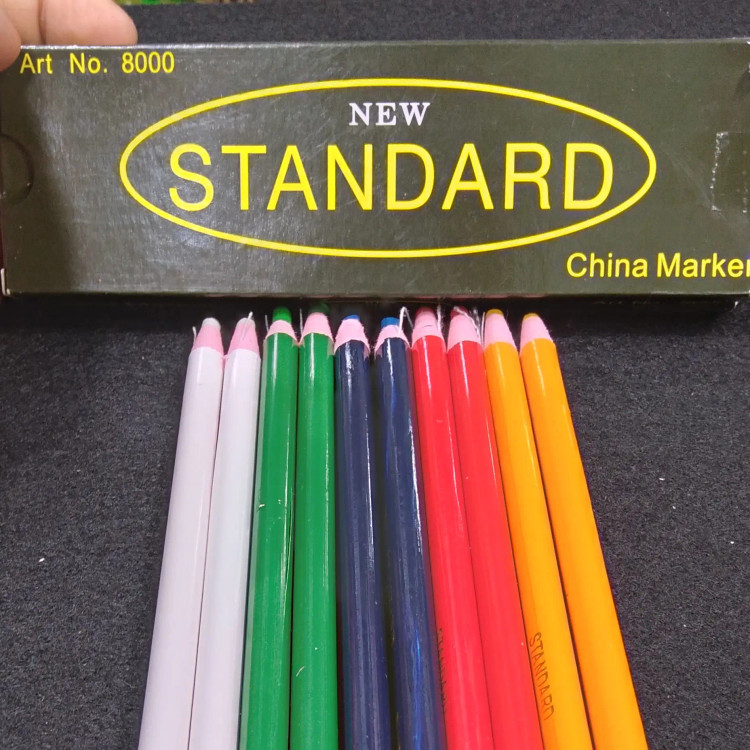 Art No. 8000
NEW
STANDARD
China Marker
STANDARD